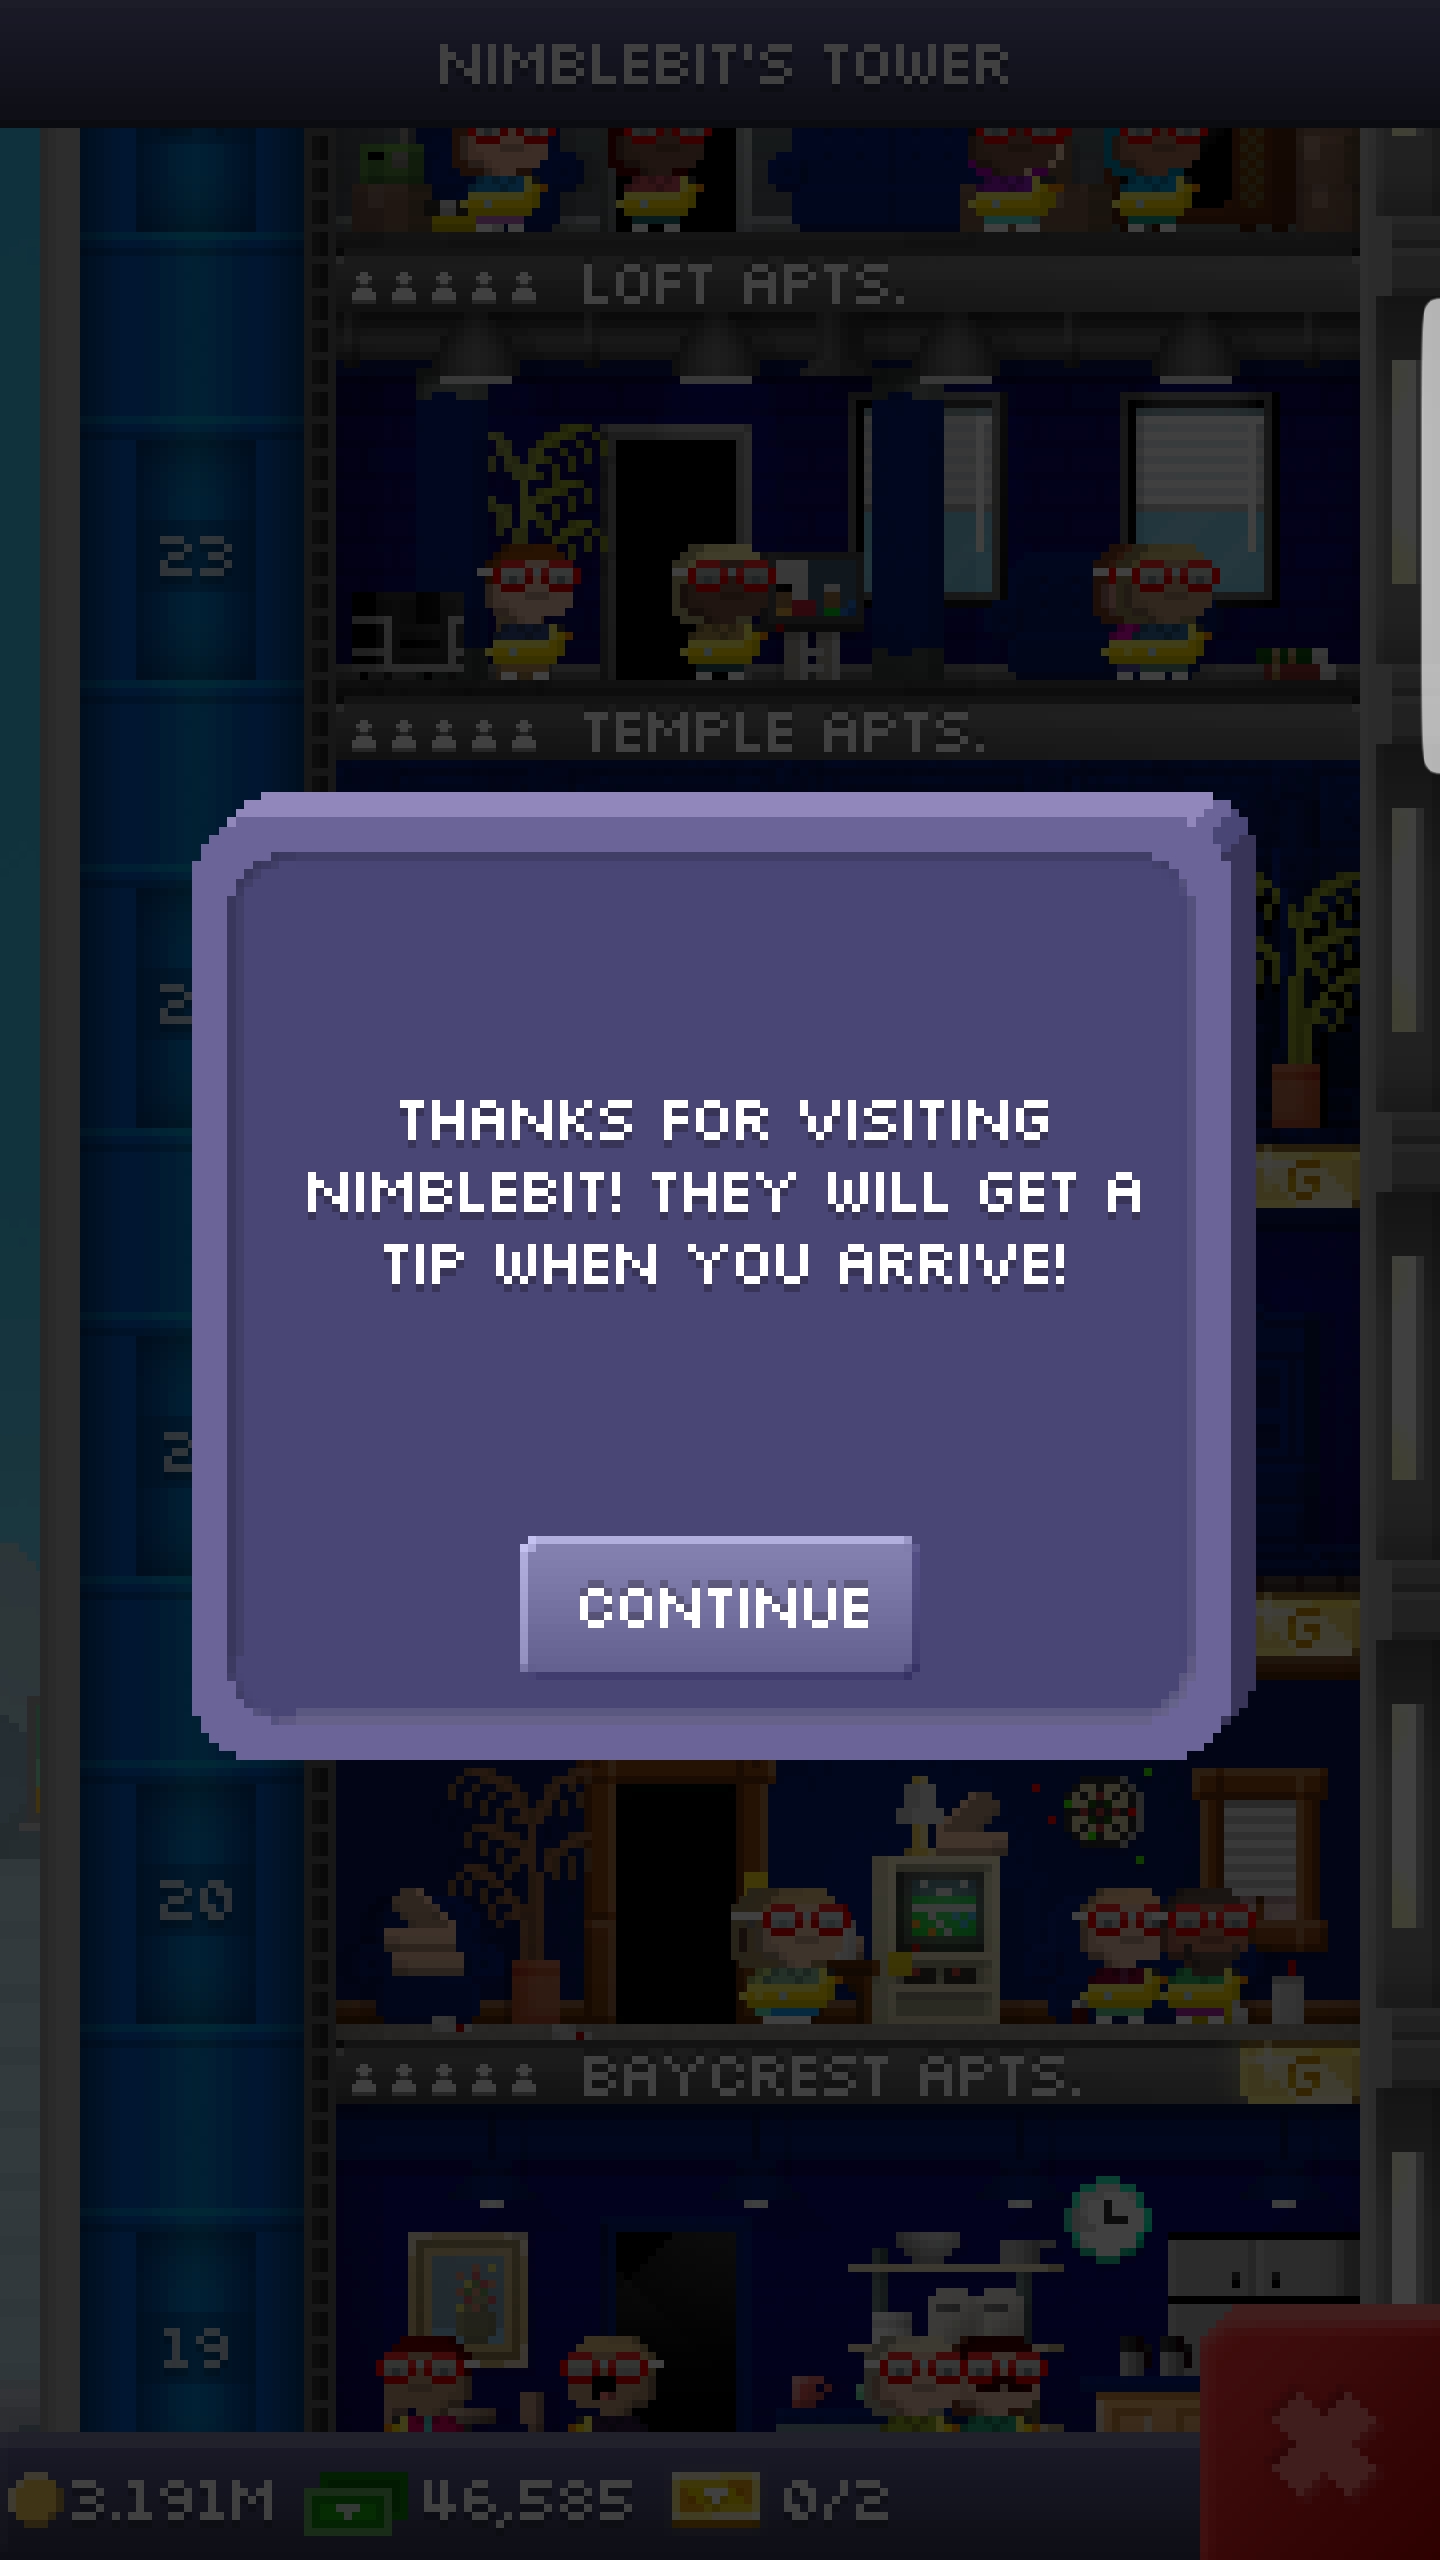 NIMBLEBIT'S TOWER
LOFT APTS.
23
TEMPLE APTS.
THANKS FOR VISITING
NIMBLEBIT! THEY WILL GET A
TIP WHEN YOU ARRIVE!
G
CONTINUE
G
20
BAYCREST APTS.
G
19
3.191M 46,585 0/2